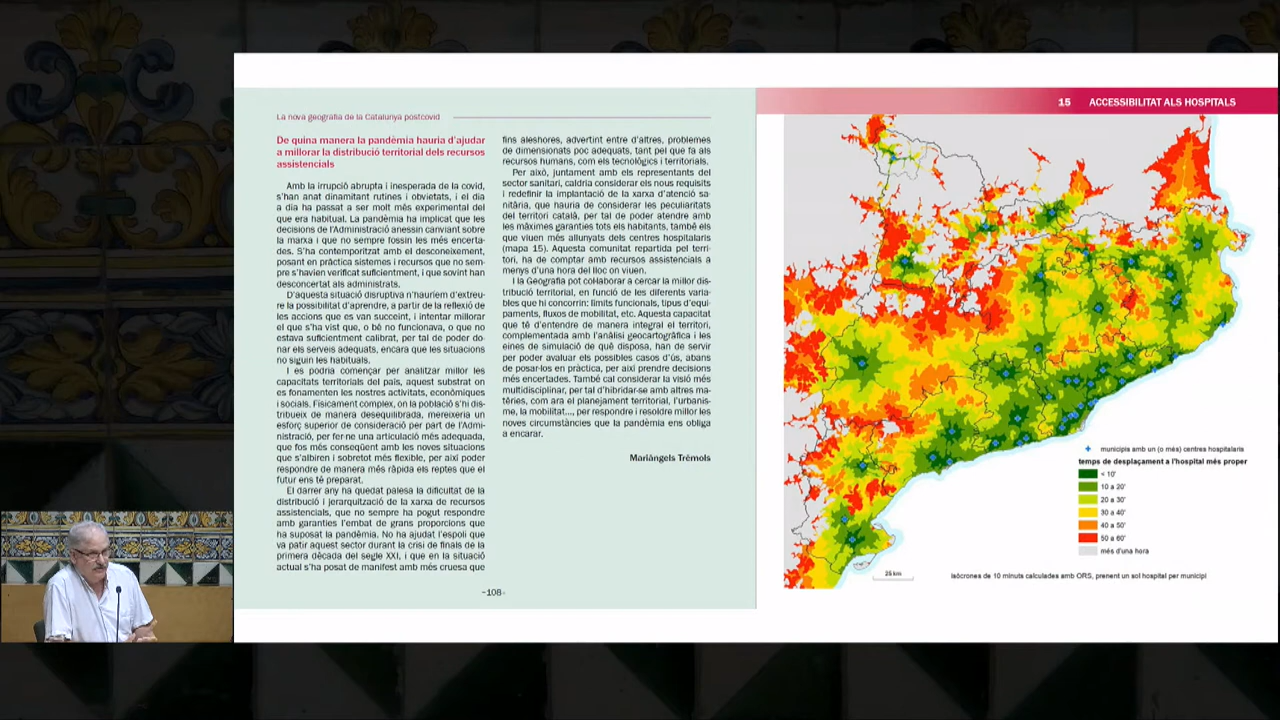 La nova geografia de la Catalunya postcovid
De quina manera la pandèmia hauria d'ajudar
a millorar la distribució territorial dels recursos
assistencials
Amb la irrupció abrupta i inesperada de la covid,
s'han anat dinamitant rutines i obvietats, i el dia
a dia ha passat a ser molt més experimental del
que era habitual. La pandèmia ha implicat que les
decisions de l'Administració anessin canviant sobre
la marxa i que no sempre fossin les més encerta-
des. S'ha contemporitzat amb el desconeixement,
posant en pràctica sistemes i recursos que no sem-
pre s'havien verificat suficientment, i que sovint han
desconcertat als administrats.
D'aquesta situació disruptiva n'hauríem d'extreu-
re la possibilitat d'aprendre, a partir de la reflexió de
les accions que es van succeint, i intentar millorar
el que s'ha vist que, o bé no funcionava, o que no
estava suficientment calibrat, per tal de poder do-
nar els serveis adequats, encara que les situacions
no siguin les habituals.
I es podria començar per analitzar millor les
capacitats territorials del país, aquest substrat on
es fonamenten les nostres activitats, econòmiques
i socials. Físicament complex, on la població s'hi dis-
tribueix de manera desequilibrada, mereixeria un
esforç superior de consideració per part de l'Admi-
nistració, per fer-ne una articulació més adequada,
que fos més conseqüent amb les noves situacions
que s'albiren i sobretot més flexible, per així poder
respondre de manera més ràpida els reptes que el
futur ens té preparat.
El darrer any ha quedat palesa la dificultat de la
distribució i jerarquització de la xarxa de recursos
assistencials, que no sempre ha pogut respondre
amb garanties l'embat de grans proporcions que
ha suposat la pandèmia. No ha ajudat l'espoli que
va patir aquest sector durant la crisi de finals de la
primera dècada del segle XXI, i que en la situació
actual s'ha posat de manifest amb més cruesa que
fins aleshores, advertint entre d'altres, problemes
de dimensionats poc adequats, tant pel que fa als
recursos humans, com els tecnològics i territorials.
Per això, juntament amb els representants del
sector sanitari, caldria considerar els nous requisits
i redefinir la implantació de la xarxa d'atenció sa-
nitària, que hauria de considerar les peculiaritats
del territori català, per tal de poder atendre amb
les màximes garanties tots els habitants, també els
que viuen més allunyats dels centres hospitalaris
(mapa 15). Aquesta comunitat repartida pel terri-
tori, ha de comptar amb recursos assistencials a
menys d'una hora del lloc on viuen.
I la Geografia pot col·laborar a cercar la millor dis-
tribució territorial, en funció de les diferents varia-
bles que hi concorrin: límits funcionals, tipus d'equi-
paments, fluxos de mobilitat, etc. Aquesta capacitat
que té d'entendre de manera integral el territori,
complementada amb l'anàlisi geocartogràfica i les
eines de simulació de què disposa, han de servir
per poder avaluar els possibles casos d'ús, abans
de posar-los en pràctica, per així prendre decisions
més encertades. També cal considerar la visió més
multidisciplinar, per tal d'hibridar-se amb altres ma-
tèries, com ara el planejament territorial, l'urbanis-
me, la mobilitat..., per respondre i resoldre millor les
noves circumstàncies que la pandèmia ens obliga
a encarar.
Mariàngels Trèmols
-108-
15 ACCESSIBILITAT ALS HOSPITALS
municipis amb un (o més) centres hospitalaris
temps de desplaçament a l'hospital més proper
< 10'
10 a 20'
20 a 30'
30 a 40'
40 a 50'
50 a 60'
més d'una hora
25 km
Isòcrones de 10 minuts calculades amb ORS, prenent un sol hospital per municipi